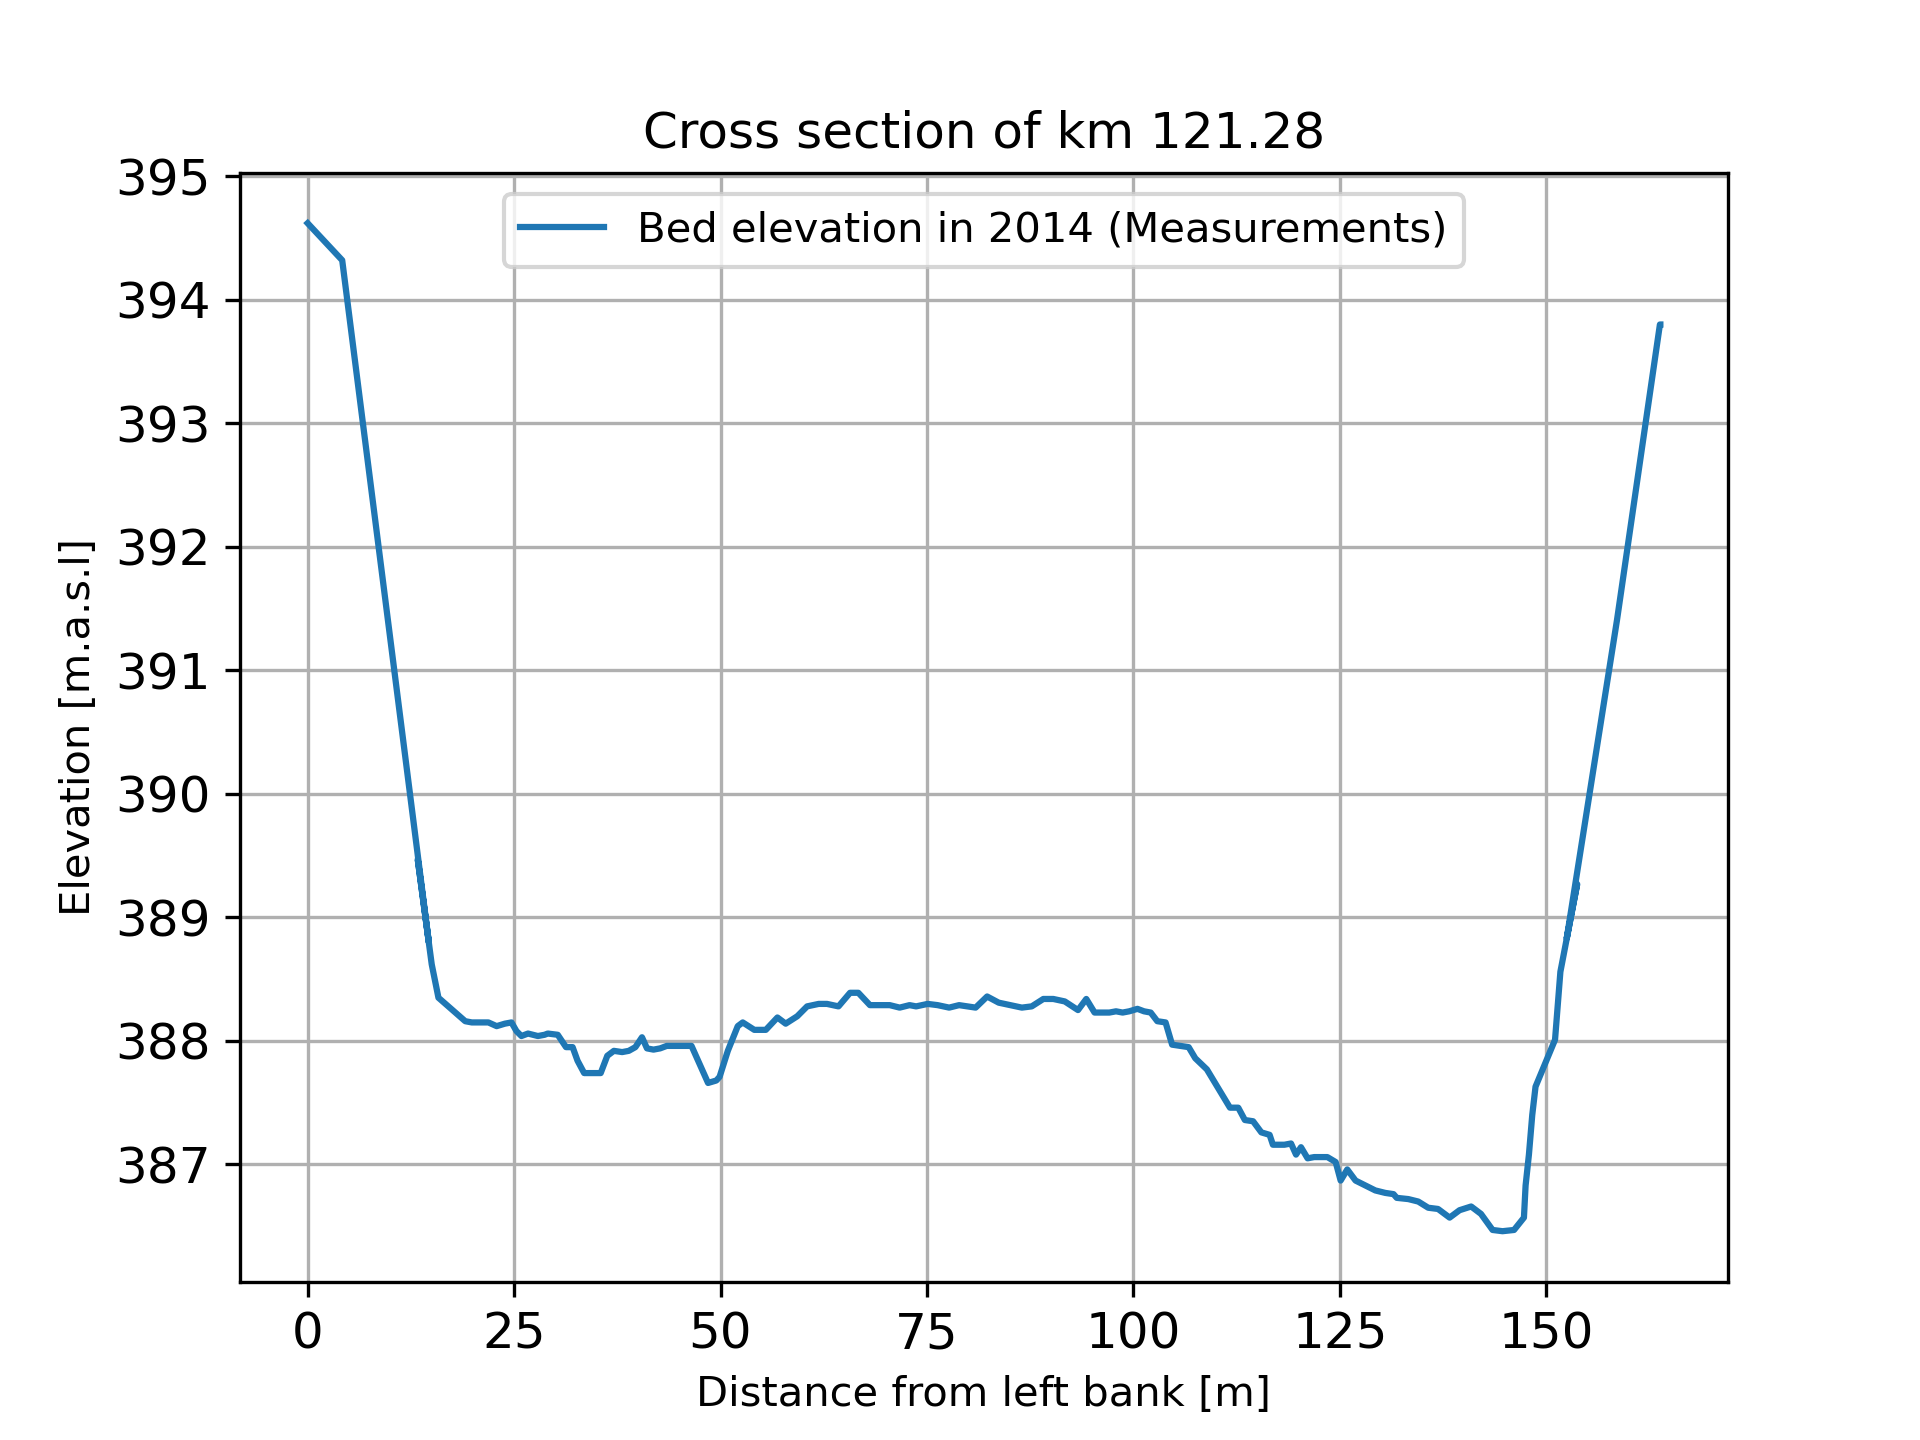 Cross section of km 121.28
Bed elevation in 2014 (Measurements)
395
394
393
392
391
390
389
388
387
Elevation [m.a.s.l]
0 25 50 75 100 125 150
Distance from left bank [m]